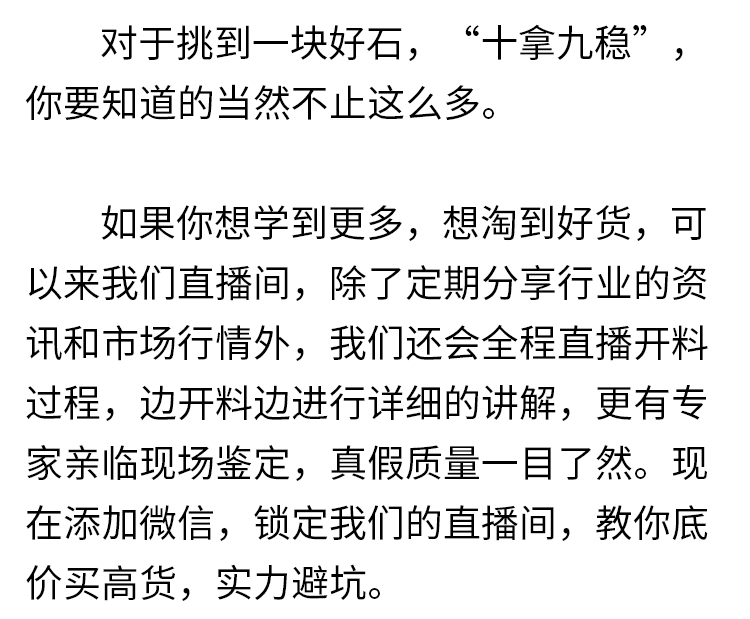 对于挑到一块好石，“十拿九稳”，
你要知道的当然不止这么多。
如果你想学到更多，想淘到好货，可
以来我们直播间，除了定期分享行业的资
讯和市场行情外，我们还会全程直播开料
过程，边开料边进行详细的讲解，更有专
家亲临现场鉴定，真假质量一目了然。现
在添加微信，锁定我们的直播间，教你底
价买高货，实力避坑。